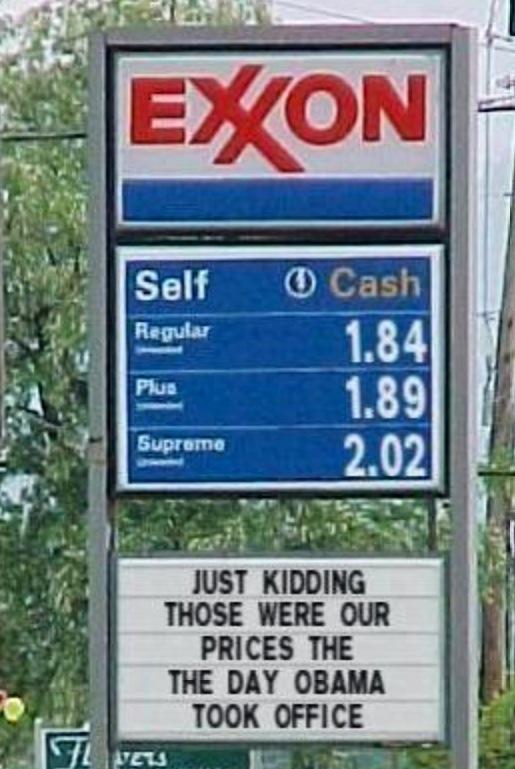 EXXON
Self Cash
Regular 1.84
Plus 1.89
Supreme 2.02
JUST KIDDING
THOSE WERE OUR
PRICES THE
THE DAY OBAMA
TOOK OFFICE